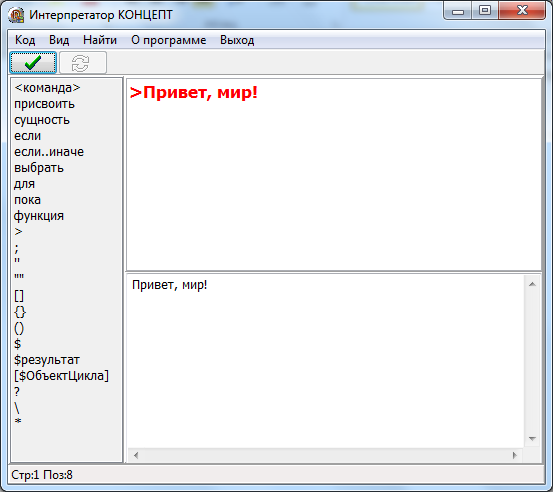 Интерпретатор КОНЦЕПТ
Код Вид Найти О программе Выход
<команда>
присвоить
сущность
если
если..иначе
выбрать
для
пока
функция
>
;
"
""
[]
{}
()
$
$результат
[$ОбъектЦикла]
?
\
*
>Привет, мир!
Привет, мир!
Стр:1 Поз:8